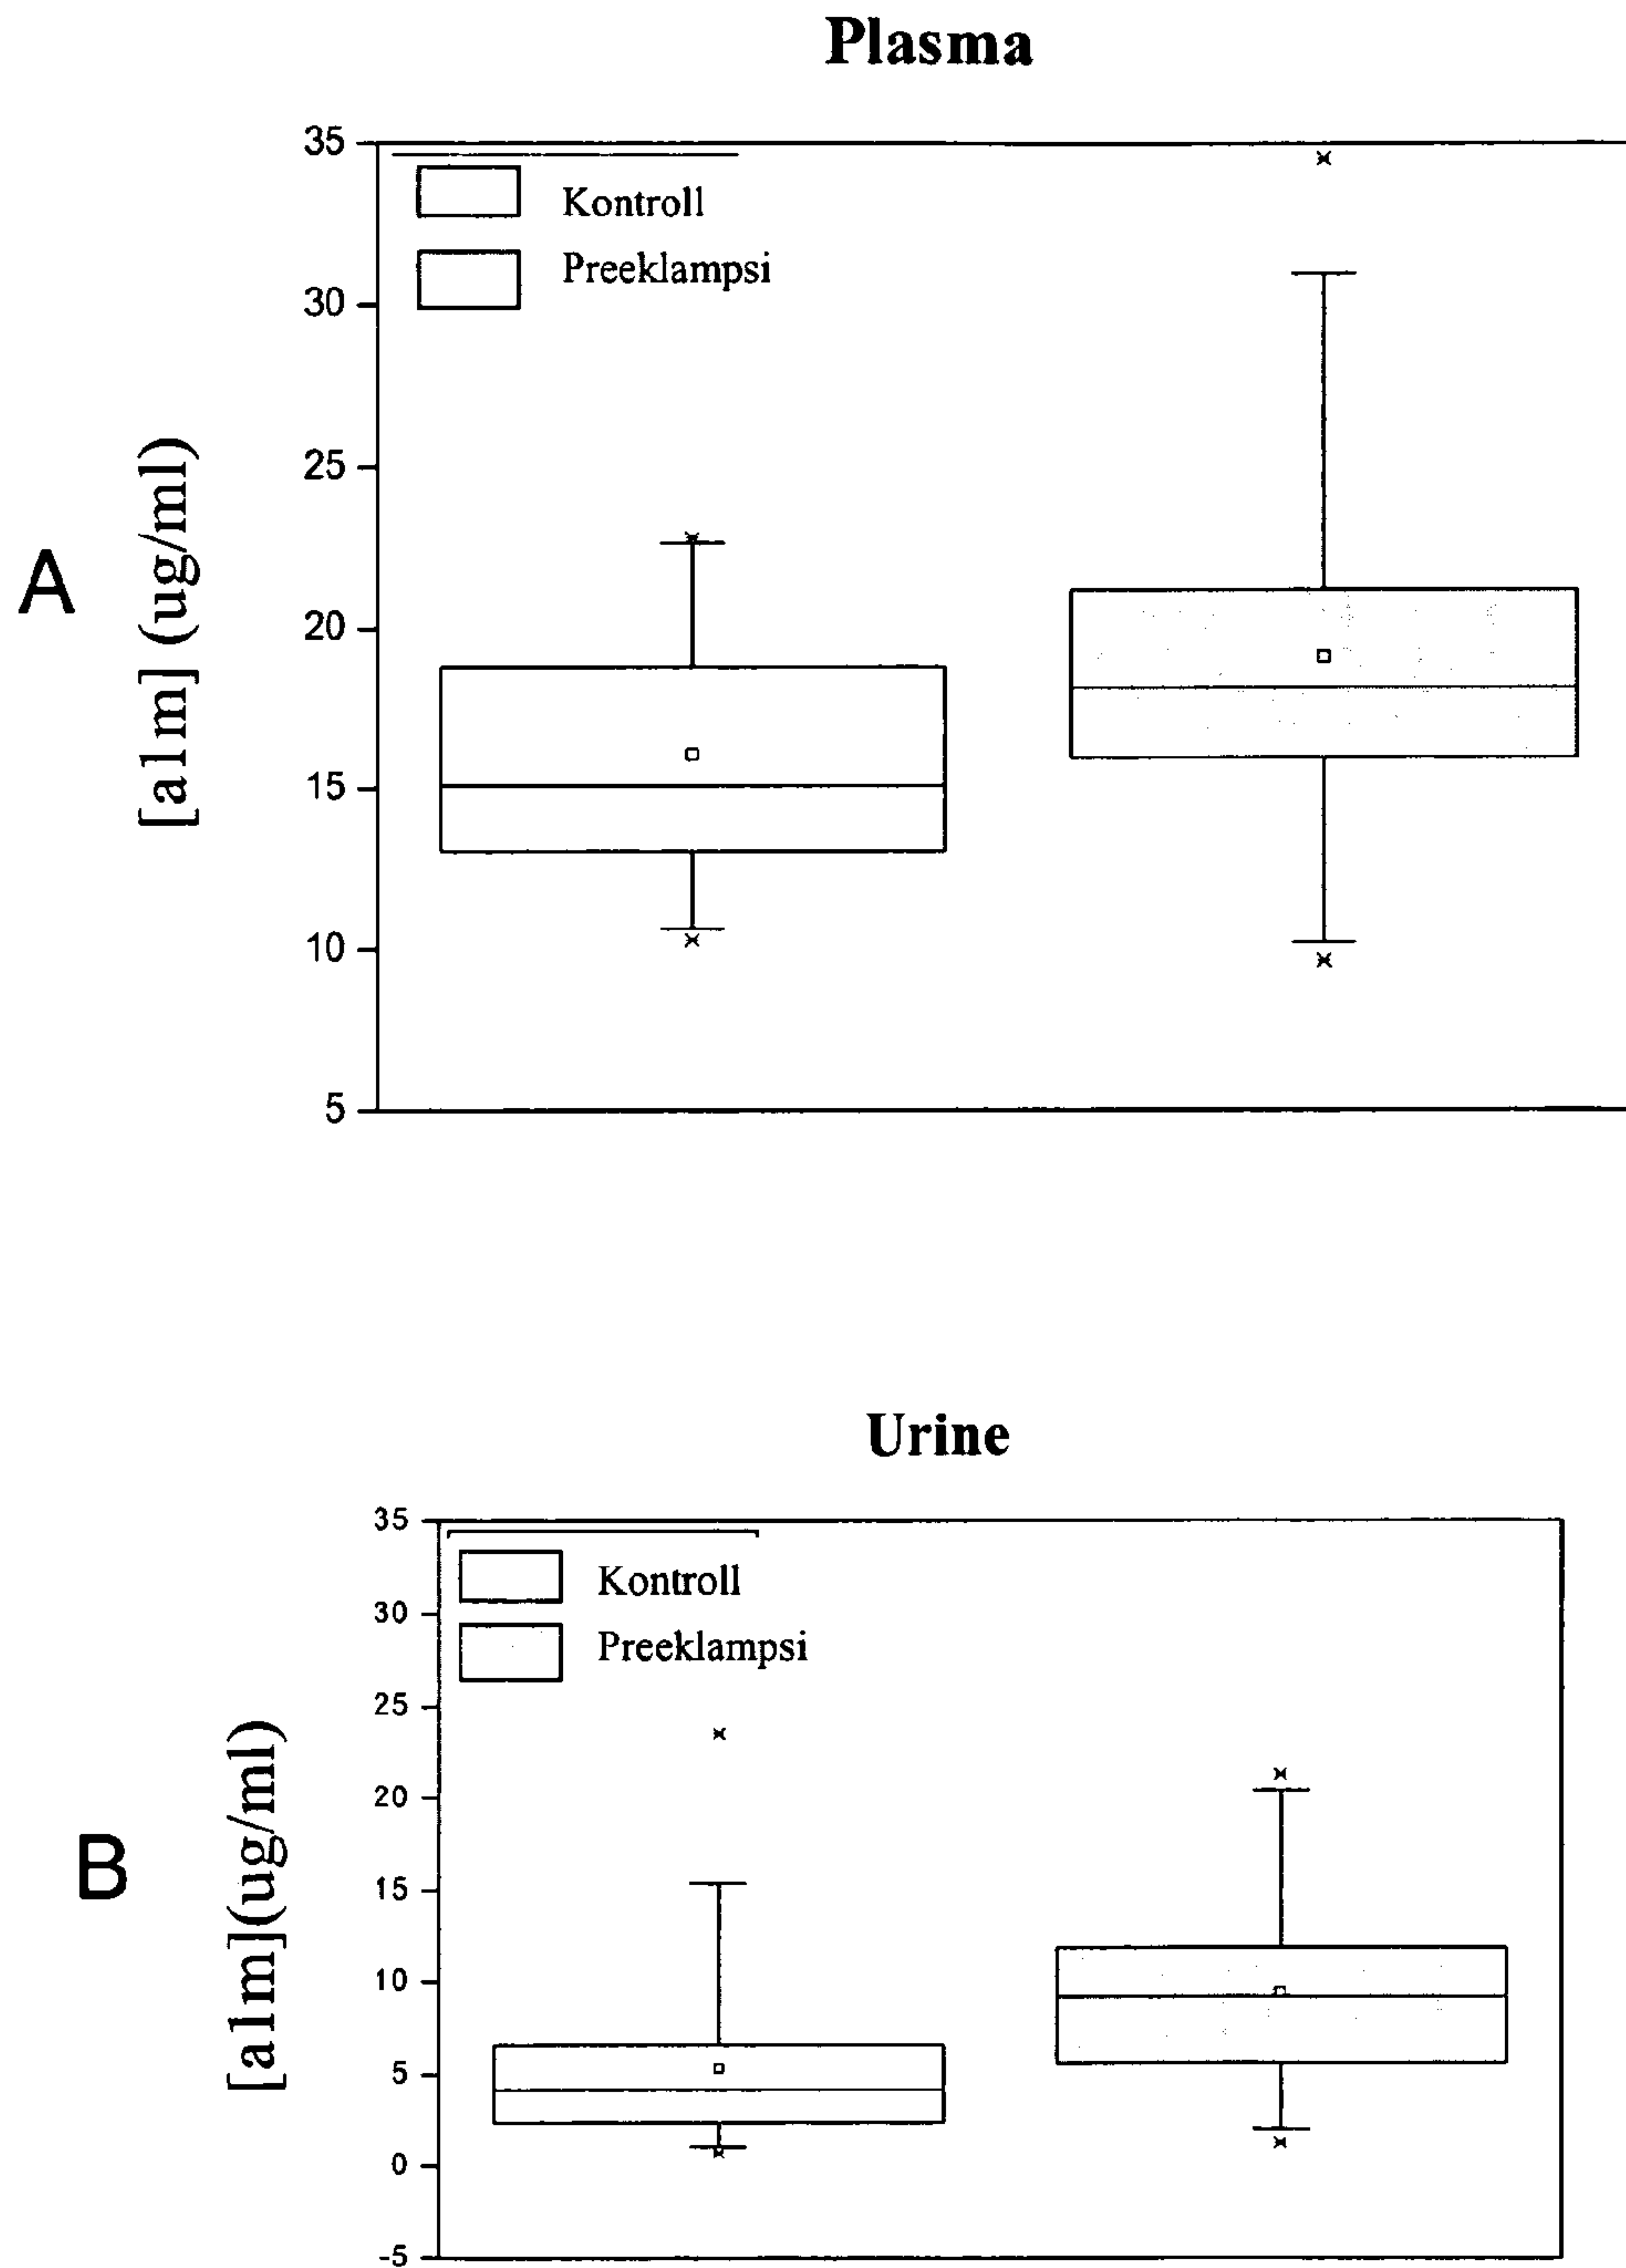 Plasma
35
Kontroll
Preeklampsi
30
25
A
[a1m] (ug/ml)
20
15
10
5
Urine
35
Kontroll
30
Preeklampsi
25
20
B
[a1m](ug/ml)
15
10
5
0
-5